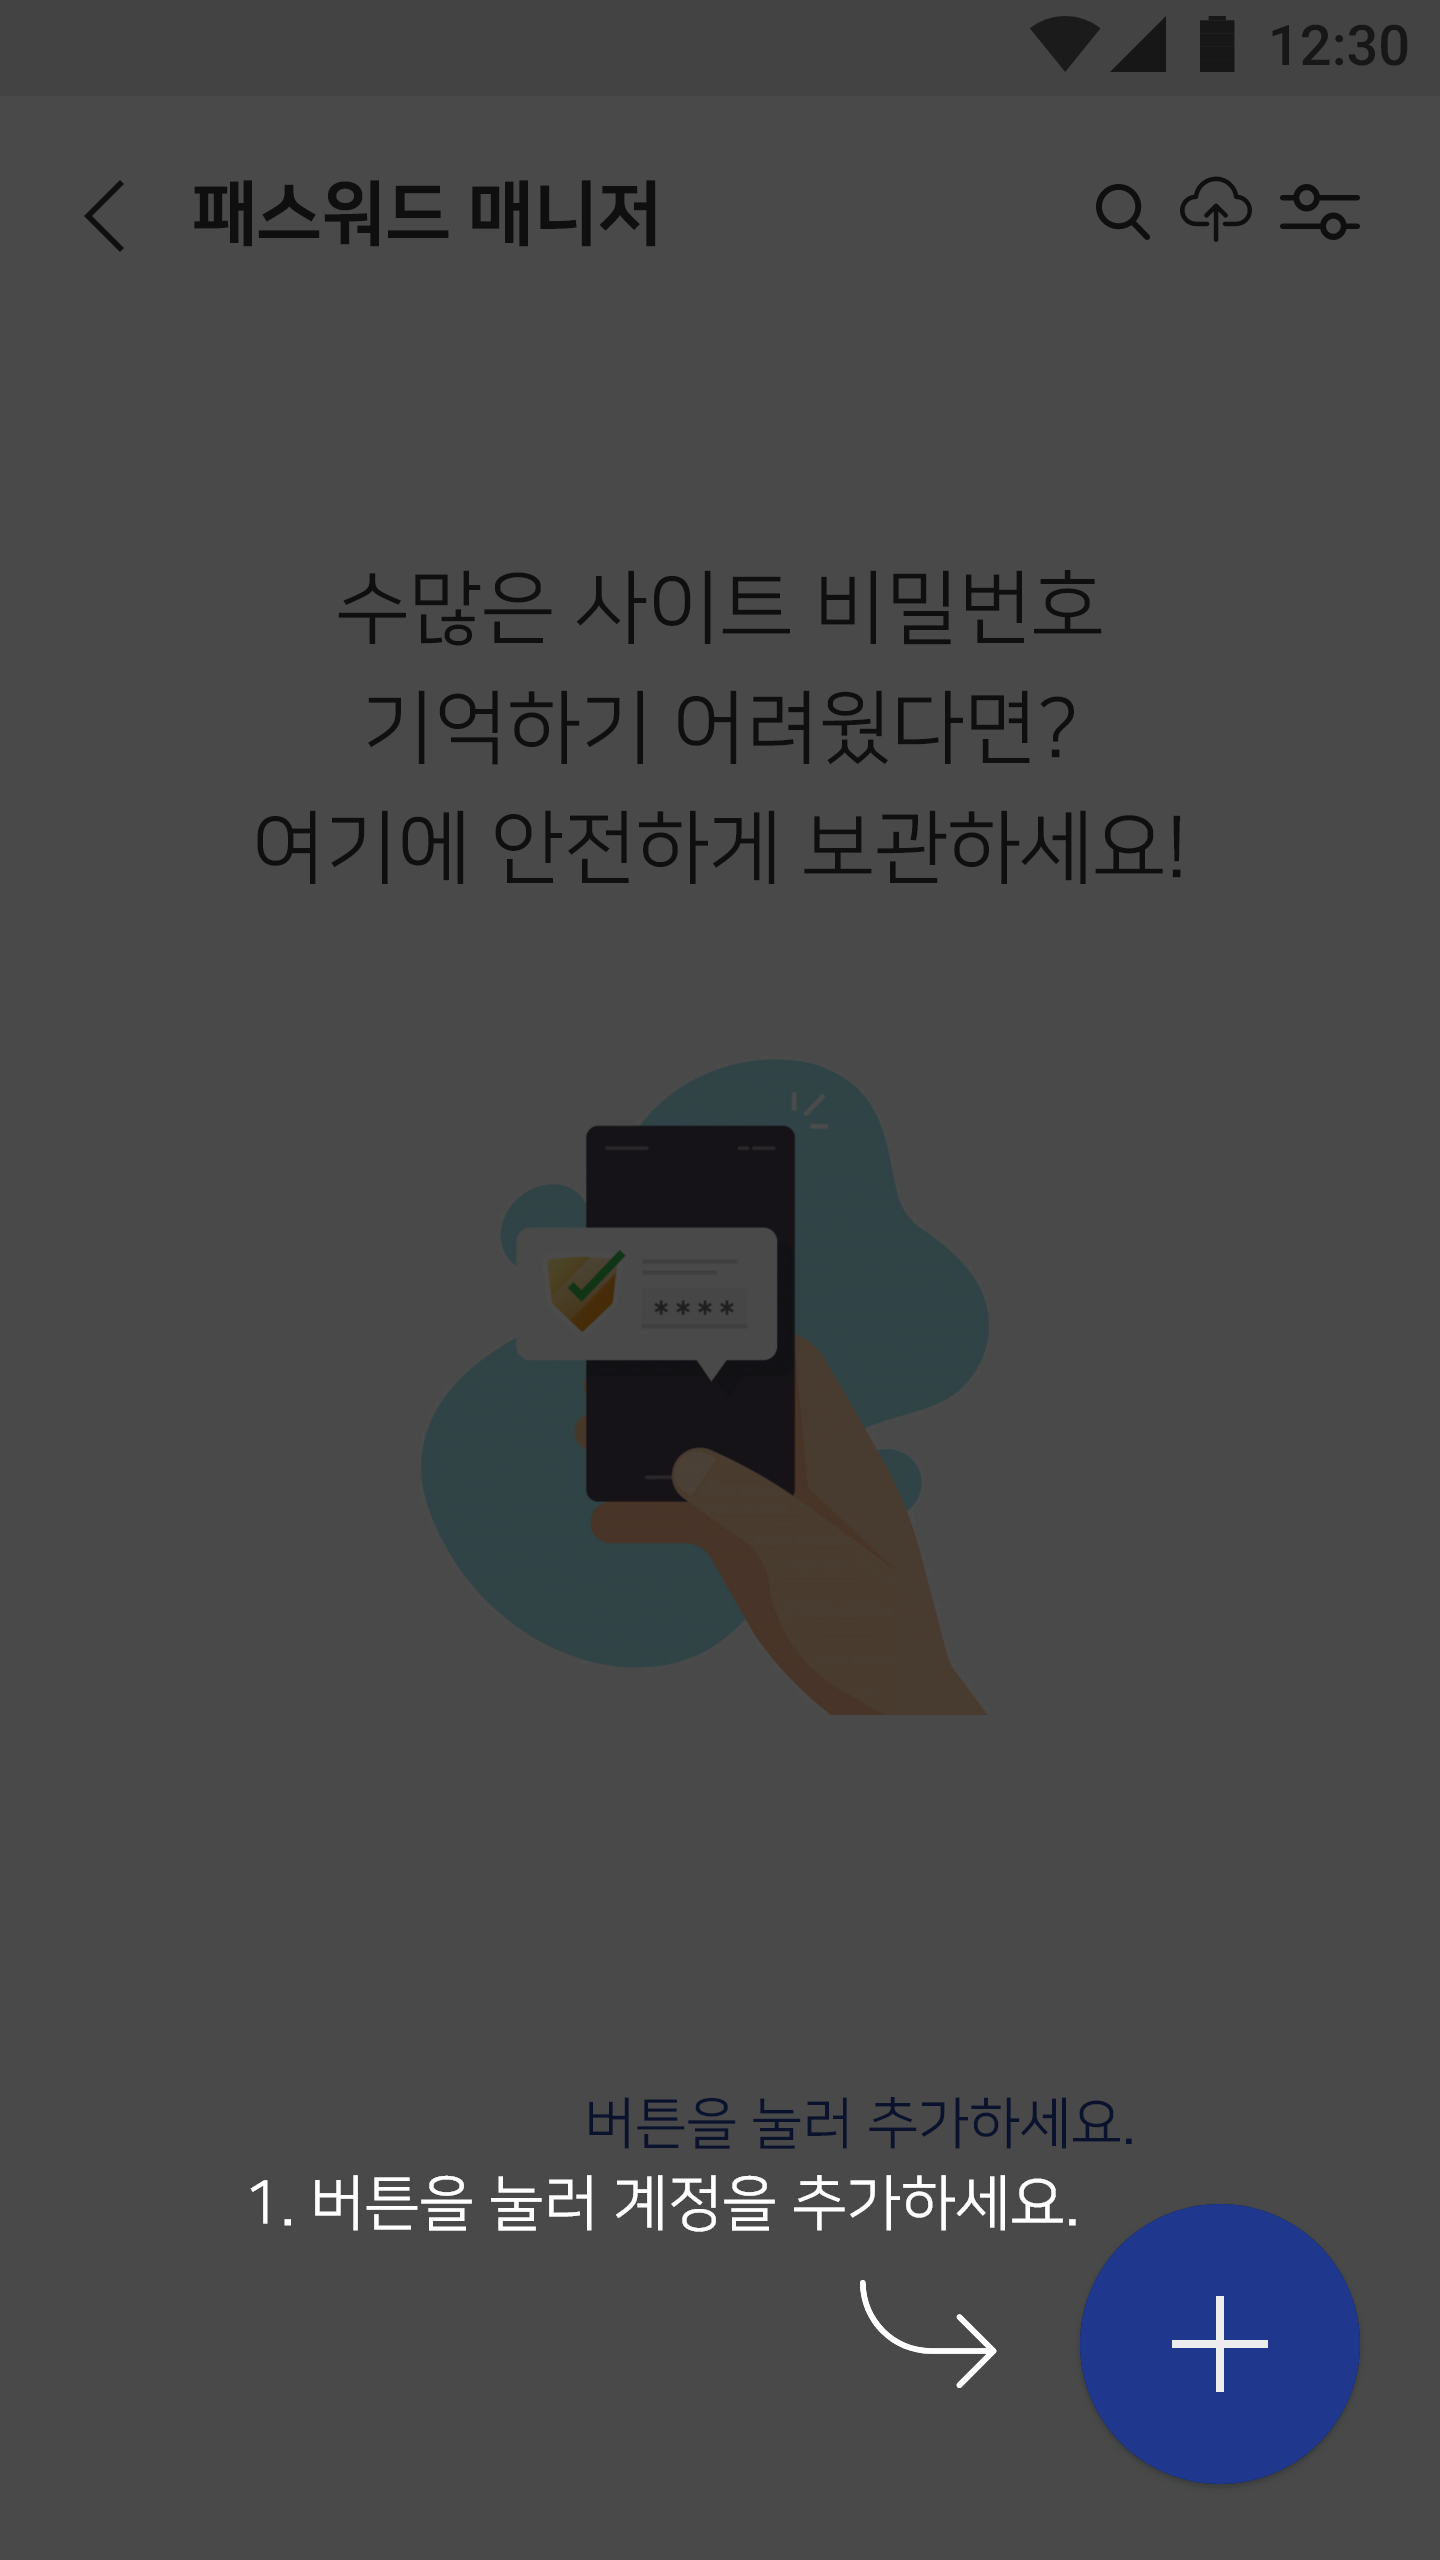 12:30
패스워드 매니저
수많은 사이트 비밀번호
기억하기 어려웠다면?
여기에 안전하게 보관하세요!
****
버튼을 눌러 추가하세요.
1. 버튼을 눌러 계정을 추가하세요.